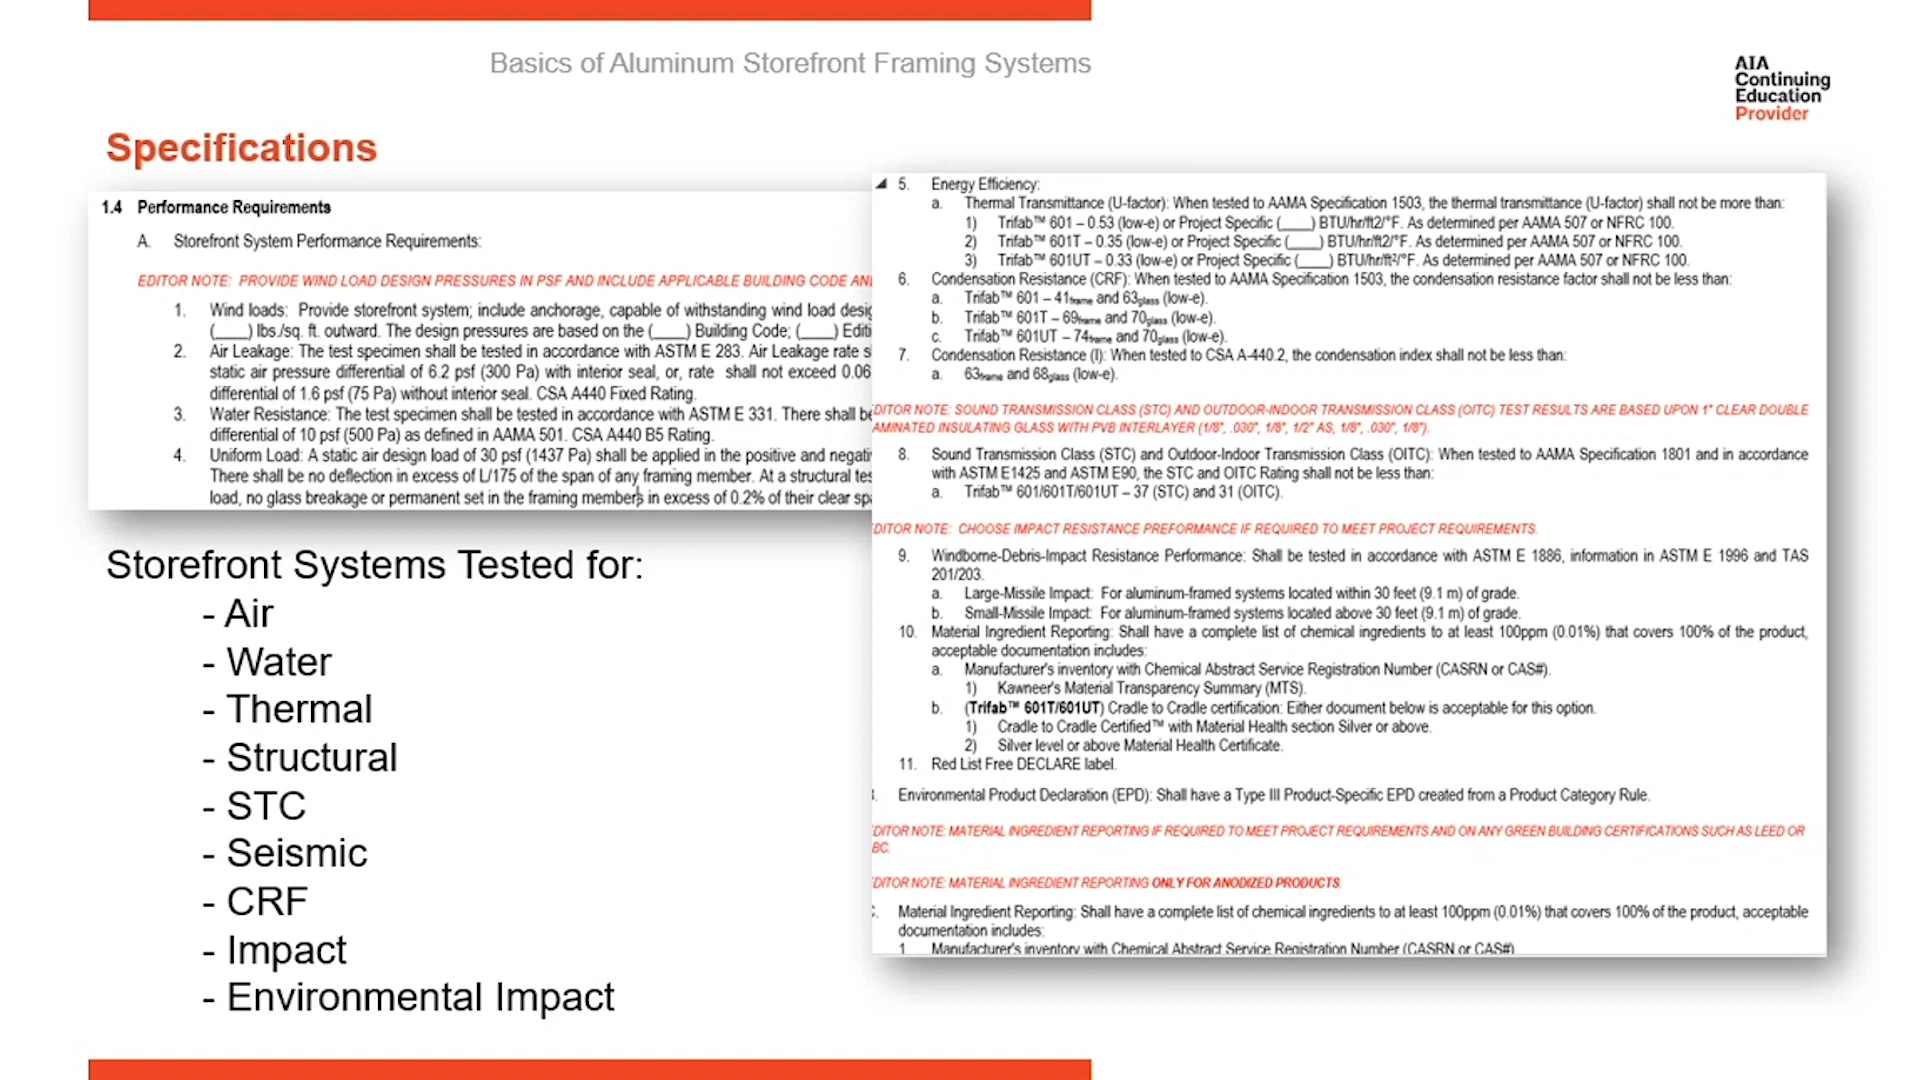 Basics of Aluminum Storefront Framing Systems
AIA
Continuing
Education
Provider
Specifications
1.4 Performance Requirements
A. Storefront System Performance Requirements:
EDITOR NOTE: PROVIDE WIND LOAD DESIGN PRESSURES IN PSF AND INCLUDE APPLICABLE BUILDING CODE AN
1. Wind loads: Provide storefront system; include anchorage, capable of withstanding wind load desig
(____) lbs./sq. ft. outward. The design pressures are based on the (____) Building Code; (____) Editi
2. Air Leakage: The test specimen shall be tested in accordance with ASTM E 283. Air Leakage rate s
static air pressure differential of 6.2 psf (300 Pa) with interior seal, or, rate shall not exceed 0.06
differential of 1.6 psf (75 Pa) without interior seal. CSA A440 Fixed Rating.
3. Water Resistance: The test specimen shall be tested in accordance with ASTM E 331. There shall be
differential of 10 psf (500 Pa) as defined in AAMA 501. CSA A440 B5 Rating.
4. Uniform Load: A static air design load of 30 psf (1437 Pa) shall be applied in the positive and negati
There shall be no deflection in excess of L/175 of the span of any framing member. At a structural tes
load, no glass breakage or permanent set in the framing members in excess of 0.2% of their clear spa
Storefront Systems Tested for:
- Air
- Water
- Thermal
- Structural
- STC
- Seismic
- CRF
- Impact
- Environmental Impact
5. Energy Efficiency:
a. Thermal Transmittance (U-factor): When tested to AAMA Specification 1503, the thermal transmittance (U-factor) shall not be more than:
1) Trifab™ 601 – 0.53 (low-e) or Project Specific (____) BTU/hr/ft2/°F. As determined per AAMA 507 or NFRC 100.
2) Trifab™ 601T – 0.35 (low-e) or Project Specific (____) BTU/hr/ft2/°F. As determined per AAMA 507 or NFRC 100.
3) Trifab™ 601UT – 0.33 (low-e) or Project Specific (____) BTU/hr/ft²/°F. As determined per AAMA 507 or NFRC 100.
6. Condensation Resistance (CRF): When tested to AAMA Specification 1503, the condensation resistance factor shall not be less than:
a. Trifab™ 601 – 41frame and 63glass (low-e).
b. Trifab™ 601T – 69frame and 70glass (low-e).
c. Trifab™ 601UT – 74frame and 70glass (low-e).
7. Condensation Resistance (I): When tested to CSA A-440.2, the condensation index shall not be less than:
a. 63frame and 68glass (low-e).
DITOR NOTE: SOUND TRANSMISSION CLASS (STC) AND OUTDOOR-INDOOR TRANSMISSION CLASS (OITC) TEST RESULTS ARE BASED UPON 1" CLEAR DOUBLE
AMINATED INSULATING GLASS WITH PVB INTERLAYER (1/8", .030", 1/8", 1/2" AS, 1/8", .030", 1/8").
8. Sound Transmission Class (STC) and Outdoor-Indoor Transmission Class (OITC): When tested to AAMA Specification 1801 and in accordance
with ASTM E1425 and ASTM E90, the STC and OITC Rating shall not be less than:
a. Trifab™ 601/601T/601UT – 37 (STC) and 31 (OITC).
DITOR NOTE: CHOOSE IMPACT RESISTANCE PREFORMANCE IF REQUIRED TO MEET PROJECT REQUIREMENTS.
9. Windborne-Debris-Impact Resistance Performance: Shall be tested in accordance with ASTM E 1886, information in ASTM E 1996 and TAS
201/203.
a. Large-Missile Impact: For aluminum-framed systems located within 30 feet (9.1 m) of grade.
b. Small-Missile Impact: For aluminum-framed systems located above 30 feet (9.1 m) of grade.
10. Material Ingredient Reporting: Shall have a complete list of chemical ingredients to at least 100ppm (0.01%) that covers 100% of the product,
acceptable documentation includes:
a. Manufacturer's inventory with Chemical Abstract Service Registration Number (CASRN or CAS#).
1) Kawneer's Material Transparency Summary (MTS).
b. (Trifab™ 601T/601UT) Cradle to Cradle certification: Either document below is acceptable for this option.
1) Cradle to Cradle Certified™ with Material Health section Silver or above.
2) Silver level or above Material Health Certificate.
11. Red List Free DECLARE label.
Environmental Product Declaration (EPD): Shall have a Type III Product-Specific EPD created from a Product Category Rule.
DITOR NOTE: MATERIAL INGREDIENT REPORTING IF REQUIRED TO MEET PROJECT REQUIREMENTS AND ON ANY GREEN BUILDING CERTIFICATIONS SUCH AS LEED OR
BC.
DITOR NOTE: MATERIAL INGREDIENT REPORTING ONLY FOR ANODIZED PRODUCTS.
Material Ingredient Reporting: Shall have a complete list of chemical ingredients to at least 100ppm (0.01%) that covers 100% of the product, acceptable
documentation includes:
1 Manufacturer's inventory with Chemical Abstract Service Registration Number (CASRN or CAS#)